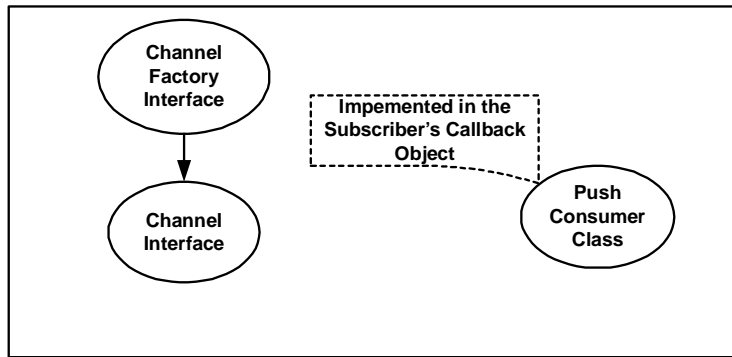 Channel
Factory
Interface
Impemented in the
Subscriber's Callback
Object
Channel
Interface
Push
Consumer
Class